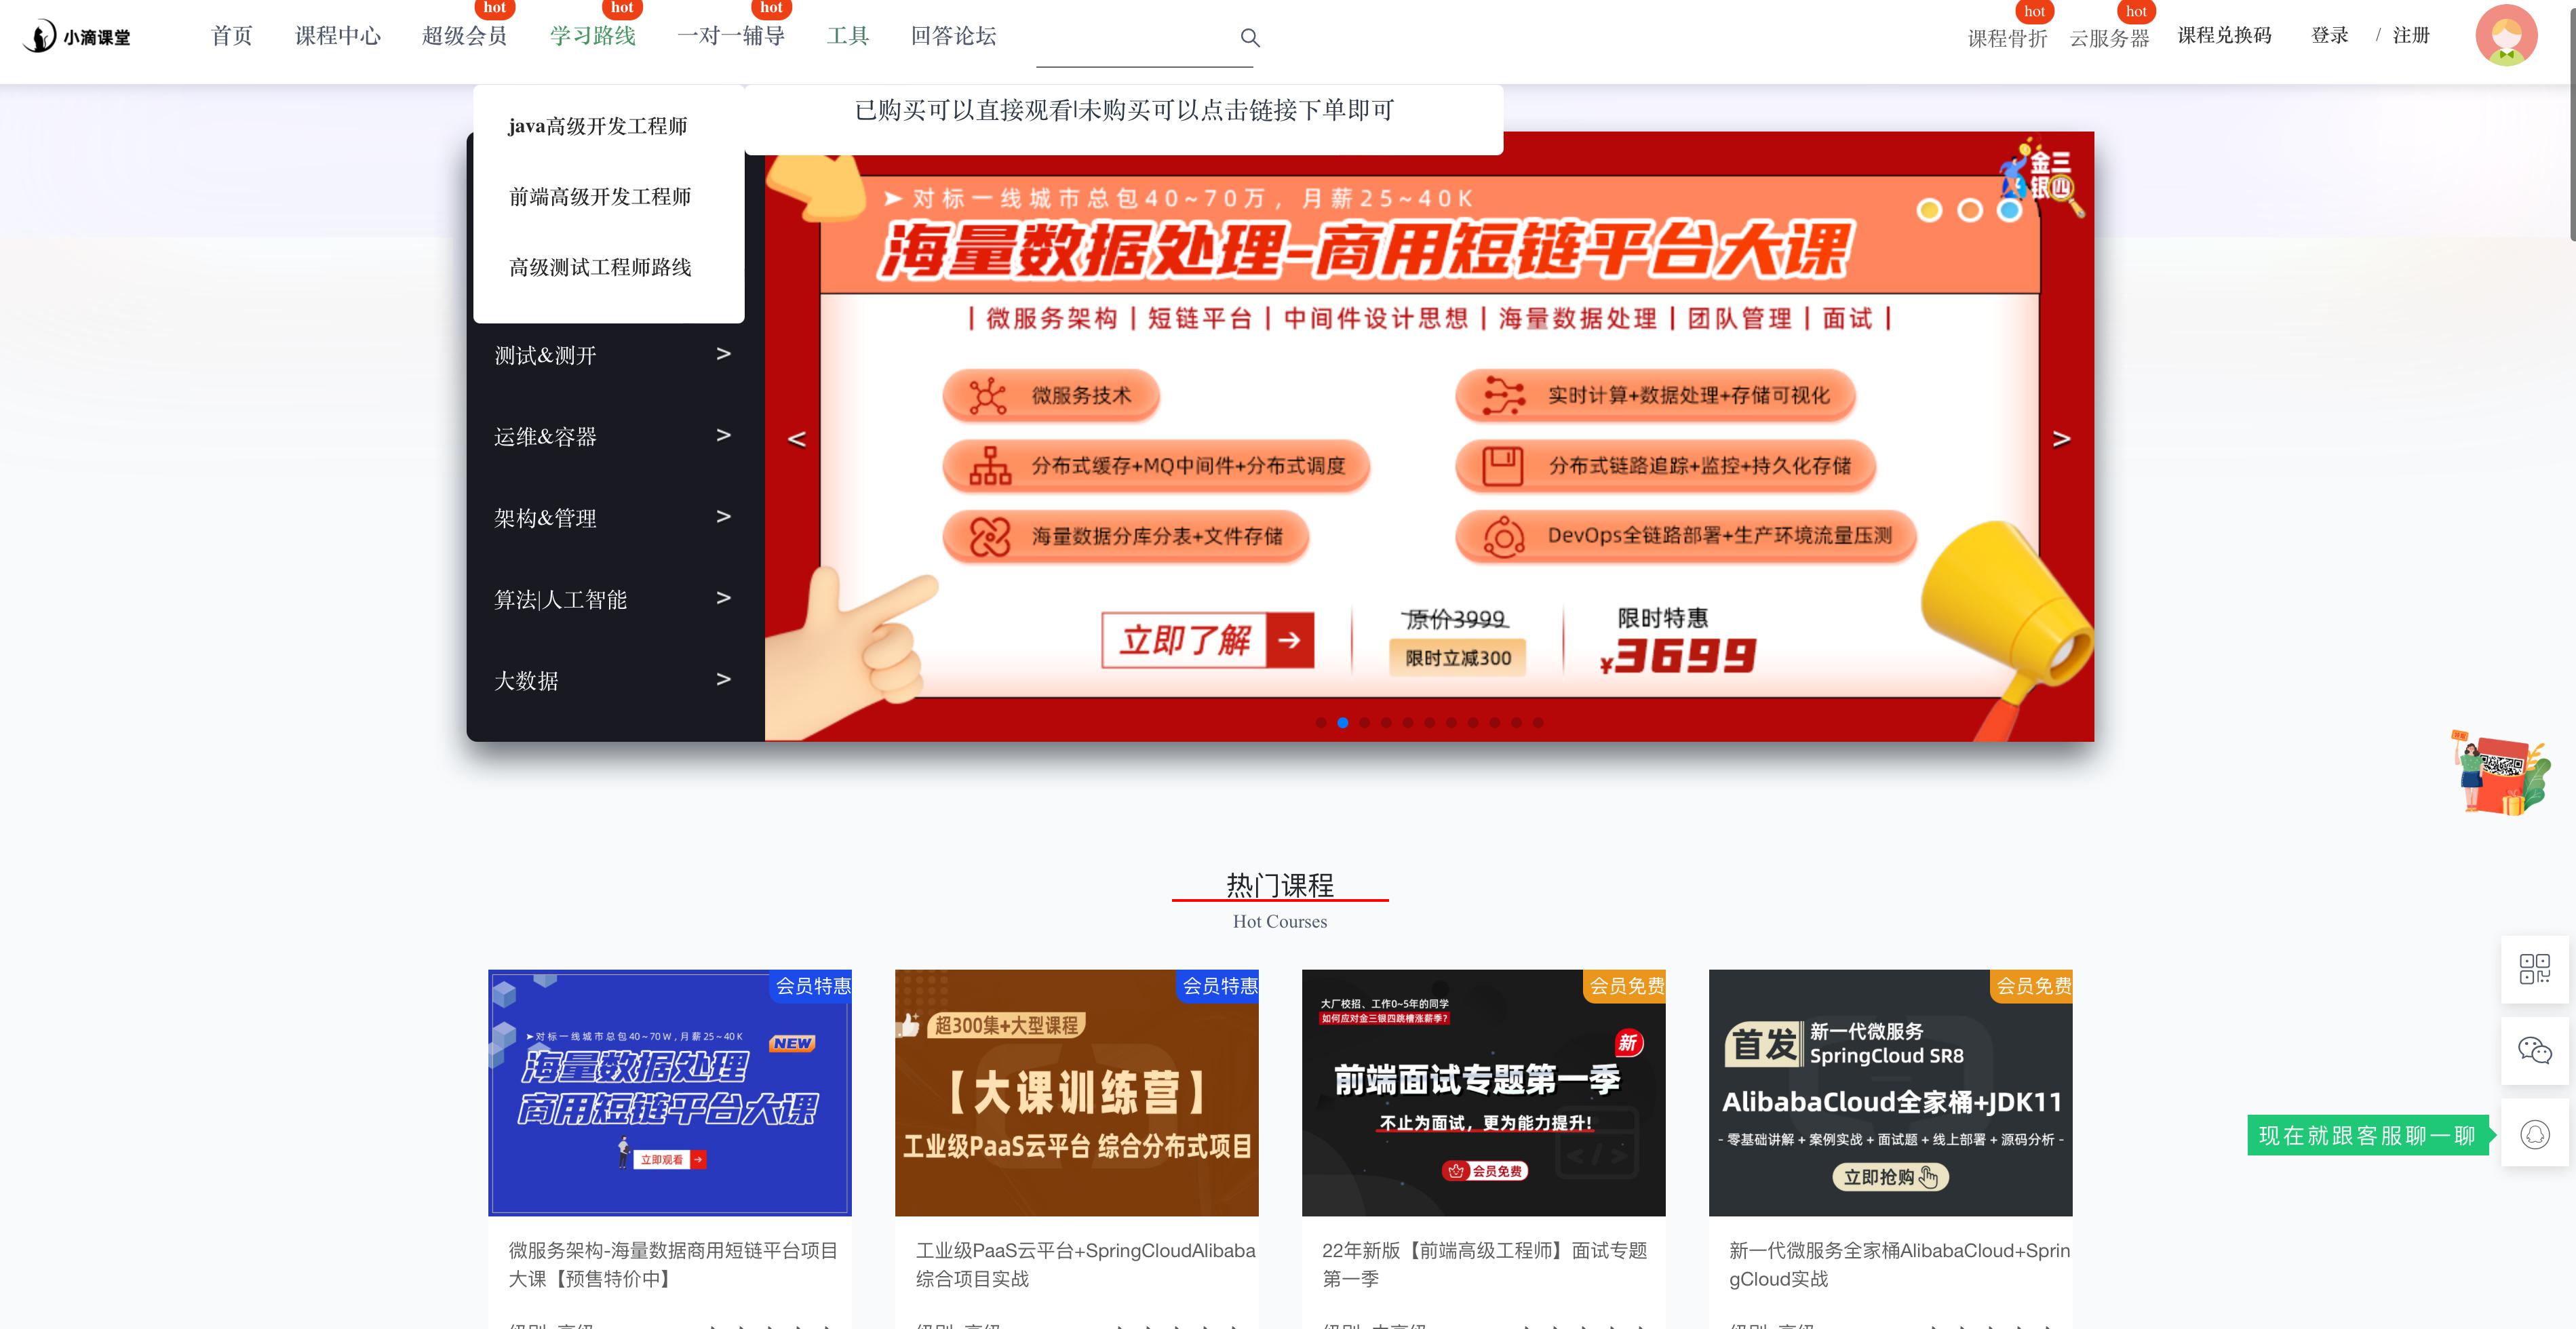 小滴课堂
首页
课程中心
超级会员
hot
学习路线
hot
一对一辅导
hot
工具
回答论坛
课程骨折
hot
云服务器
hot
课程兑换码
登录
/
注册
java高级开发工程师
前端高级开发工程师
高级测试工程师路线
已购买可以直接观看|未购买可以点击链接下单即可
测试&测开 >
运维&容器 >
架构&管理 >
算法|人工智能 >
大数据 >
金三
银四
➤对标一线城市总包40~70万，月薪25~40K
海量数据处理-商用短链平台大课
| 微服务架构 | 短链平台 | 中间件设计思想 | 海量数据处理 | 团队管理 | 面试 |
微服务技术
实时计算+数据处理+存储可视化
分布式缓存+MQ中间件+分布式调度
分布式链路追踪+监控+持久化存储
海量数据分库分表+文件存储
DevOps全链路部署+生产环境流量压测
<
>
立即了解
原价3999
限时立减300
限时特惠
¥3699
热门课程
Hot Courses
会员特惠
➤对标一线城市总包40~70W,月薪25~40K
NEW
海量数据处理
商用短链平台大课
立即观看
微服务架构-海量数据商用短链平台项目
大课【预售特价中】
会员特惠
超300集+大型课程
【大课训练营】
工业级PaaS云平台 综合分布式项目
工业级PaaS云平台+SpringCloudAlibaba
综合项目实战
会员免费
大厂校招、工作0~5年的同学
如何应对金三银四跳槽涨薪季?
新
前端面试专题第一季
不止为面试，更为能力提升!
会员免费
22年新版【前端高级工程师】面试专题
第一季
会员免费
首发
新一代微服务
SpringCloud SR8
AlibabaCloud全家桶+JDK11
- 零基础讲解 + 案例实战 + 面试题 + 线上部署 + 源码分析 -
立即抢购
新一代微服务全家桶AlibabaCloud+Sprin
gCloud实战
现在就跟客服聊一聊